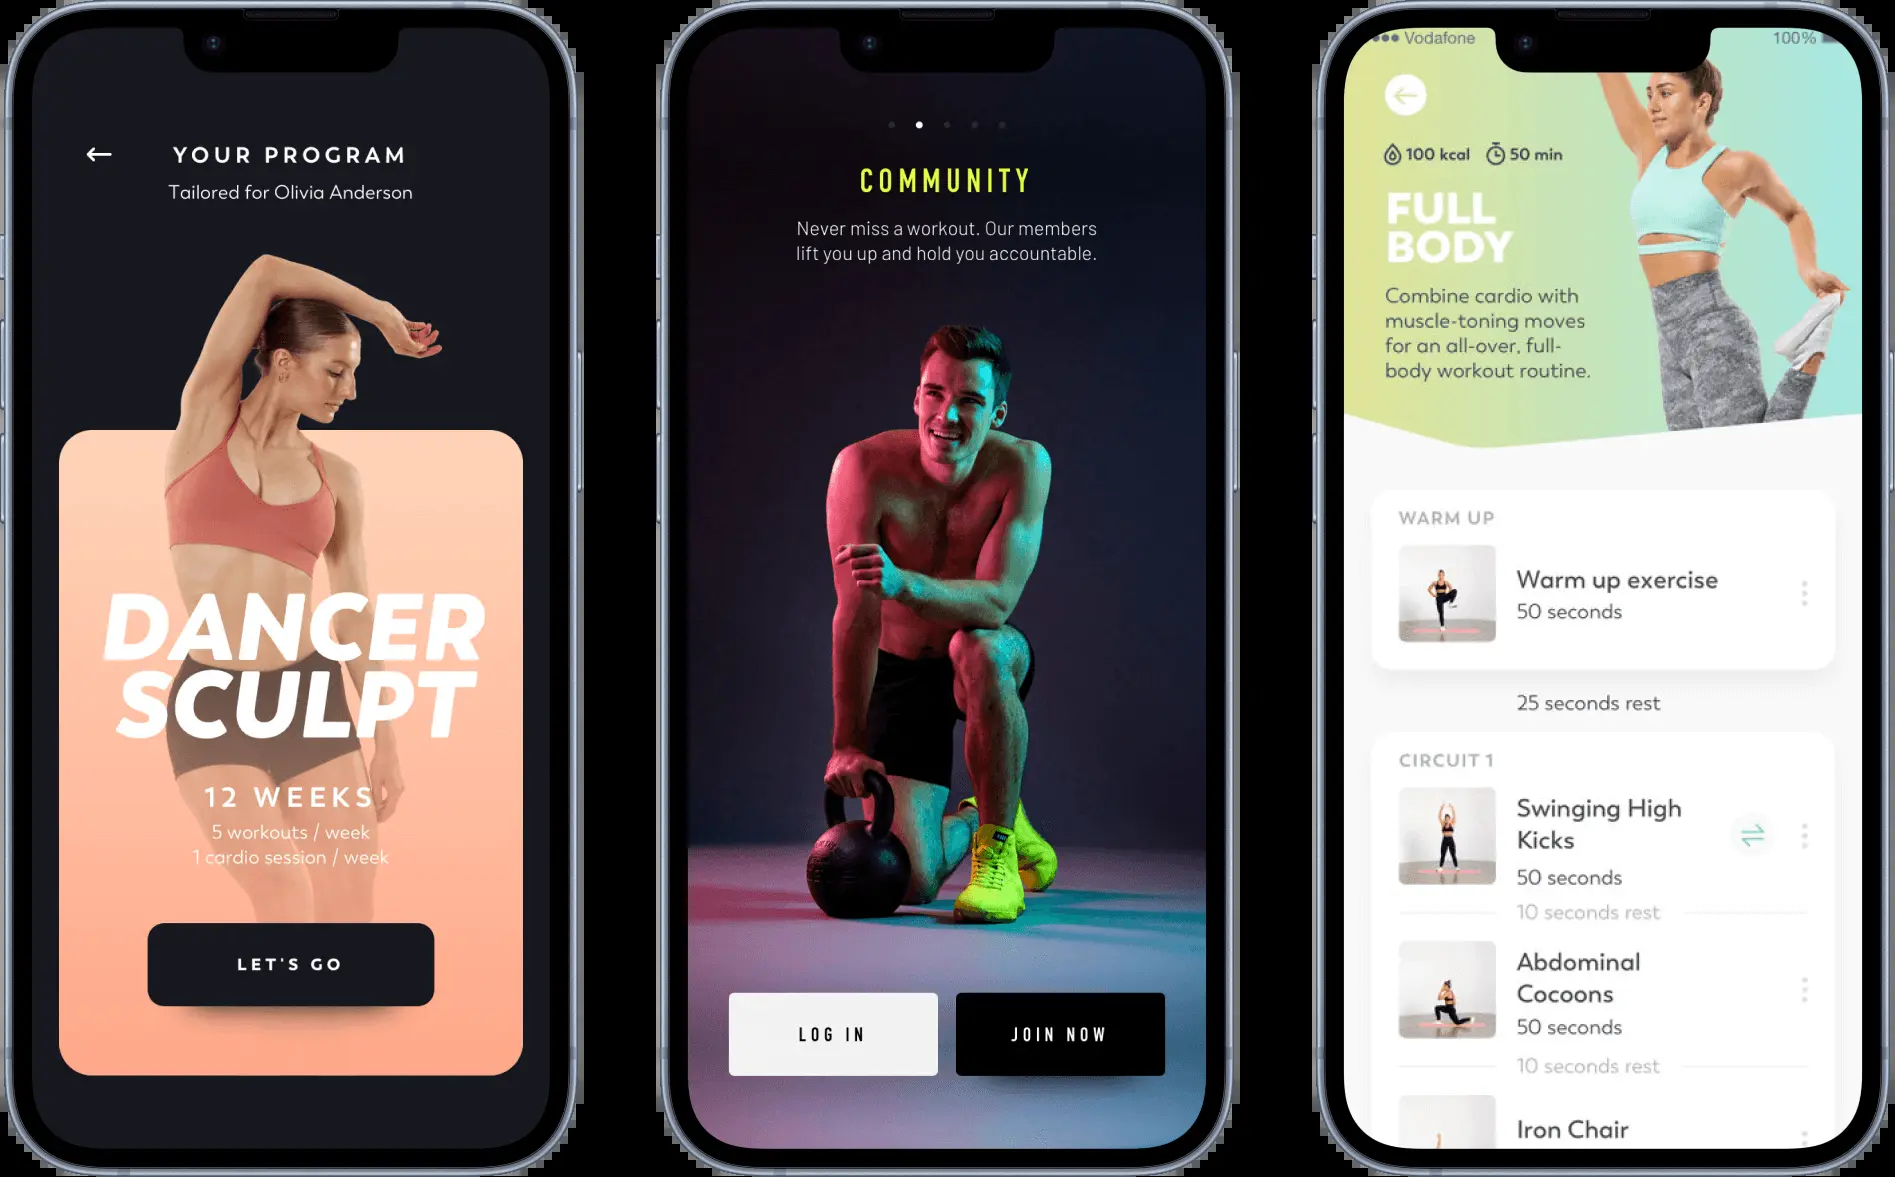 YOUR PROGRAM
Tailored for Olivia Anderson
DANCER
SCULPT
12 WEEKS
5 workouts / week
1 cardio session / week
LET'S GO
COMMUNITY
Never miss a workout. Our members
lift you up and hold you accountable.
LOG IN
JOIN NOW
Vodafone
100%
100 kcal
50 min
FULL
BODY
Combine cardio with
muscle-toning moves
for an all-over, full-
body workout routine.
WARM UP
Warm up exercise
50 seconds
25 seconds rest
CIRCUIT 1
Swinging High
Kicks
50 seconds
10 seconds rest
Abdominal
Cocoons
50 seconds
10 seconds rest
Iron Chair